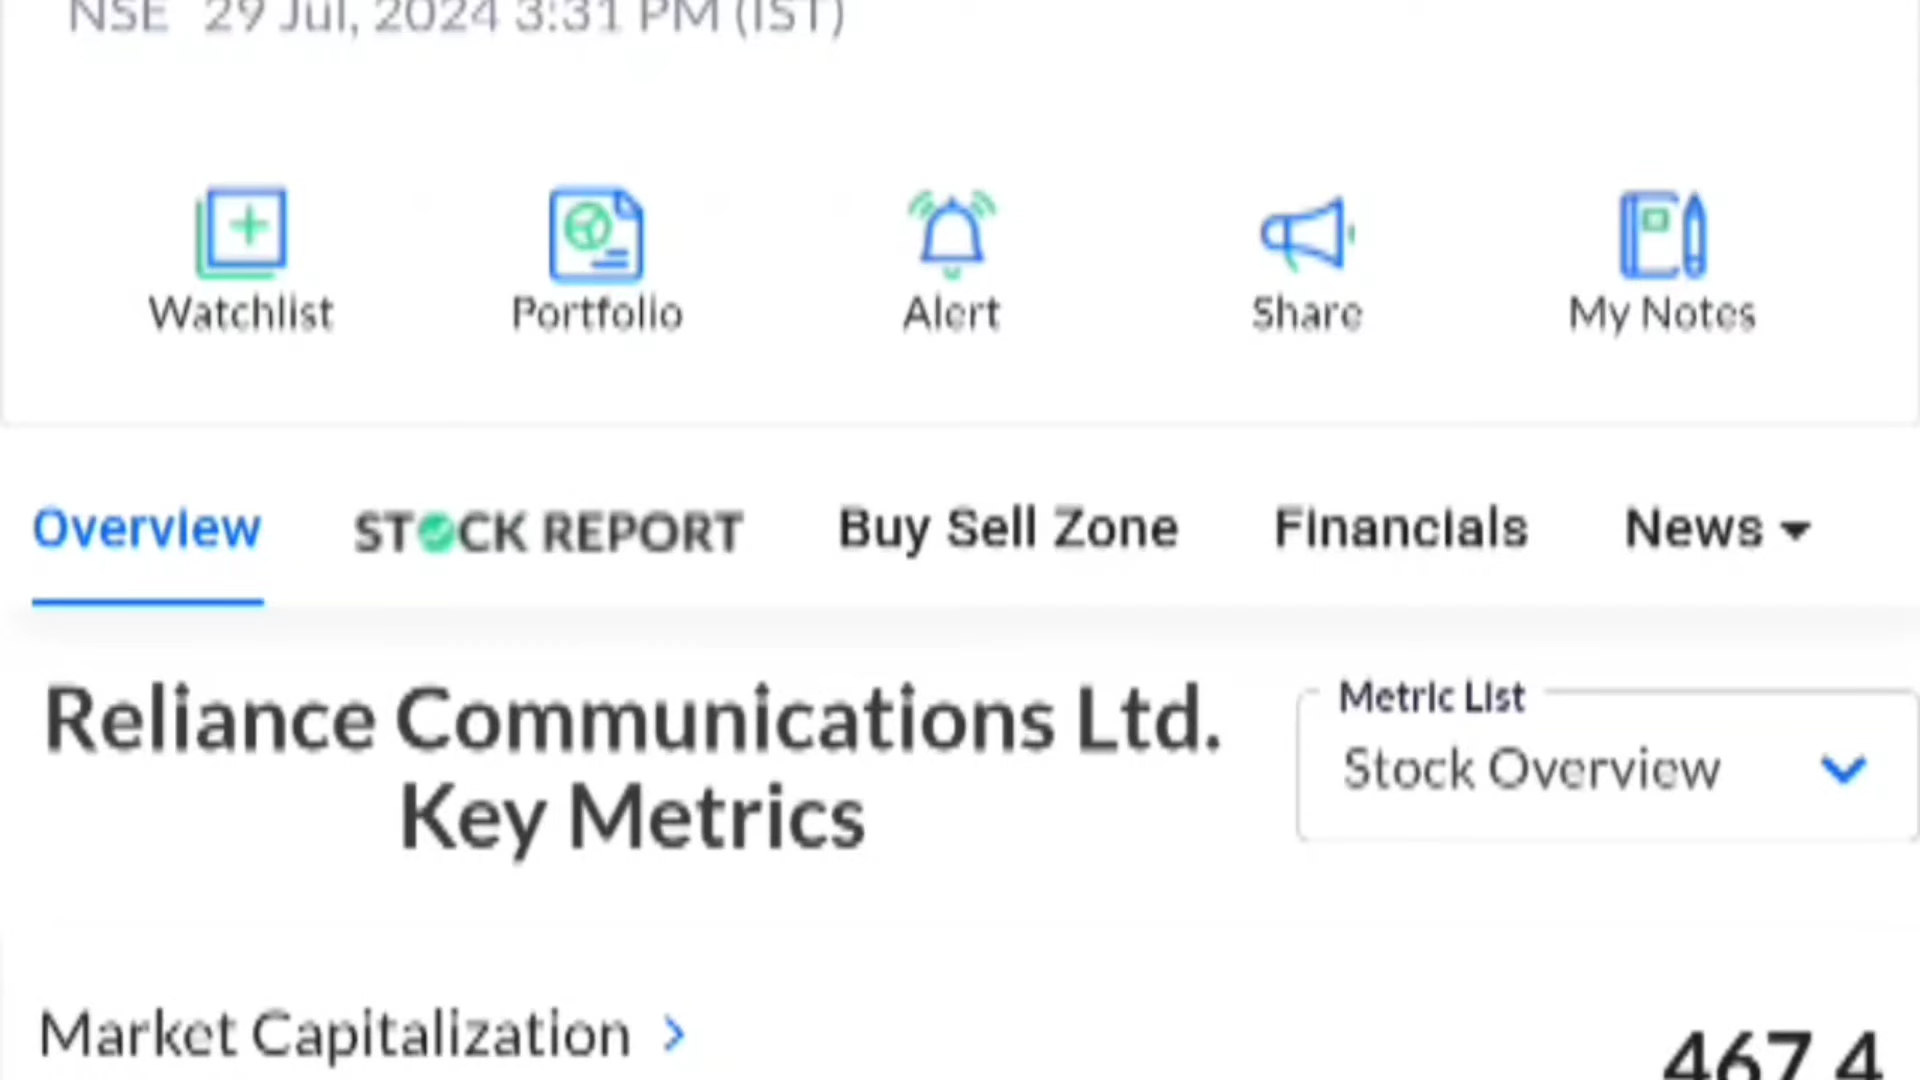 NSE 29 Jul, 2024 3:31 PM (IST)
Watchlist Portfolio Alert Share My Notes
Overview STOCK REPORT Buy Sell Zone Financials News
Reliance Communications Ltd.
Key Metrics
Metric List
Stock Overview
Market Capitalization
467.4